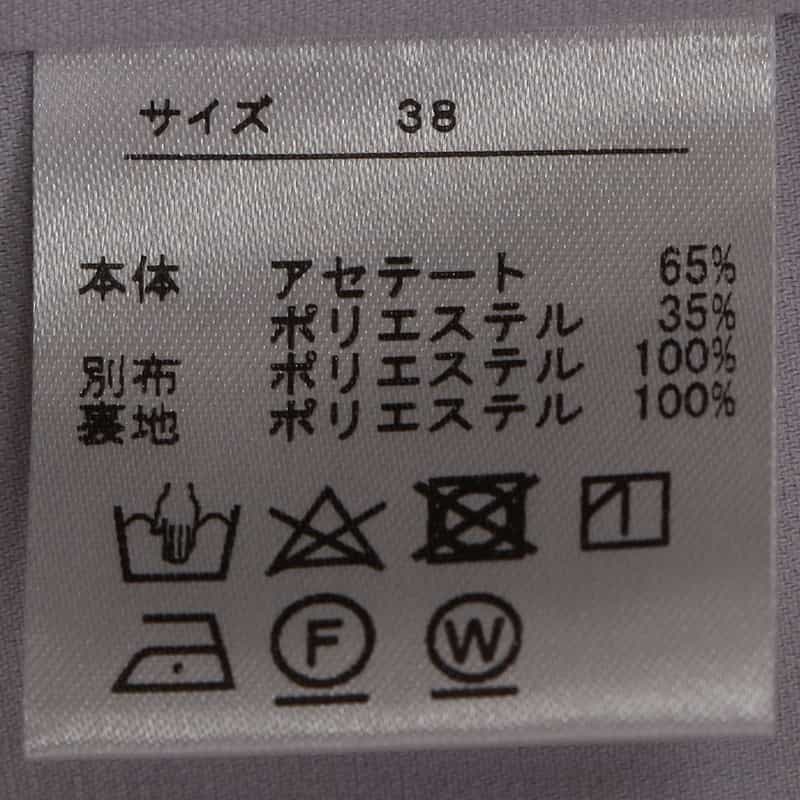 サイズ 38
本体 アセテート 65%
ポリエステル 35%
別布 ポリエステル 100%
裏地 ポリエステル 100%
F W